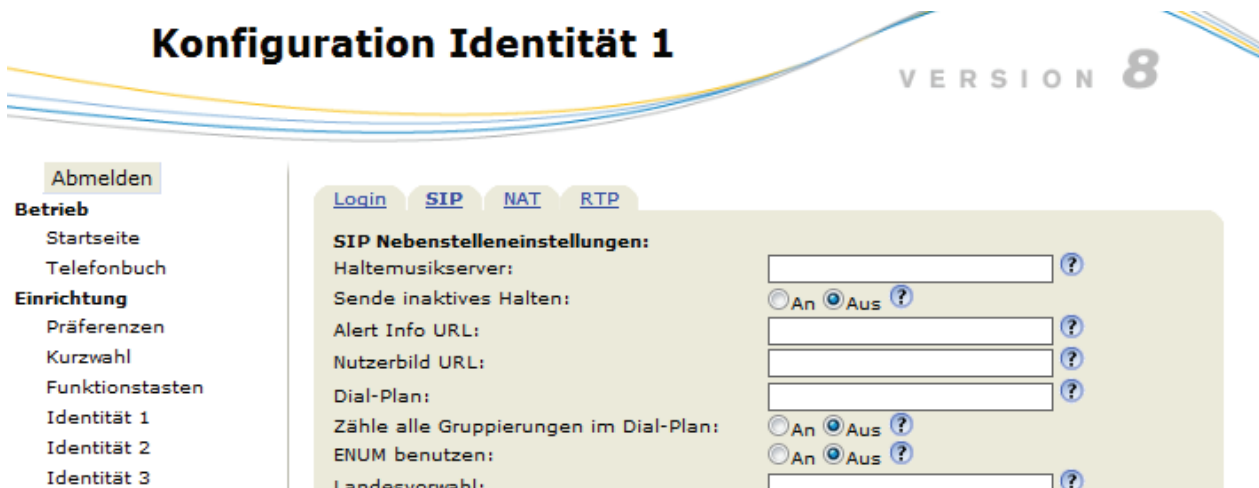 Konfiguration Identität 1
VERSION 8
Abmelden
Betrieb
Startseite
Telefonbuch
Einrichtung
Präferenzen
Kurzwahl
Funktionstasten
Identität 1
Identität 2
Identität 3
Login SIP NAT RTP
SIP Nebenstelleneinstellungen:
Haltemusikserver: ?
Sende inaktives Halten: An Aus ?
Alert Info URL: ?
Nutzerbild URL: ?
Dial-Plan: ?
Zähle alle Gruppierungen im Dial-Plan: An Aus ?
ENUM benutzen: An Aus ?
Landesvorwahl: ?